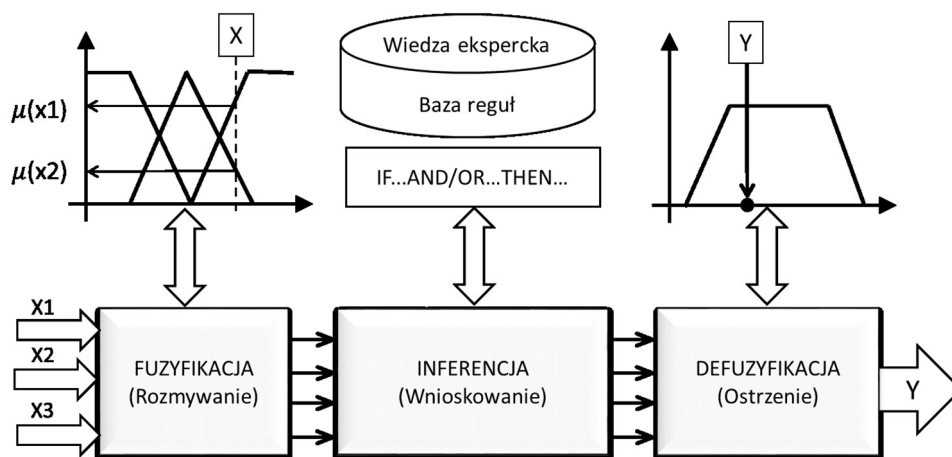 X
μ(x1)
μ(x2)
Wiedza ekspercka
Baza reguł
IF...AND/OR...THEN...
Y
X1
X2
X3
FUZYFIKACJA
(Rozmywanie)
INFERENCJA
(Wnioskowanie)
DEFUZYFIKACJA
(Ostrzenie)
Y